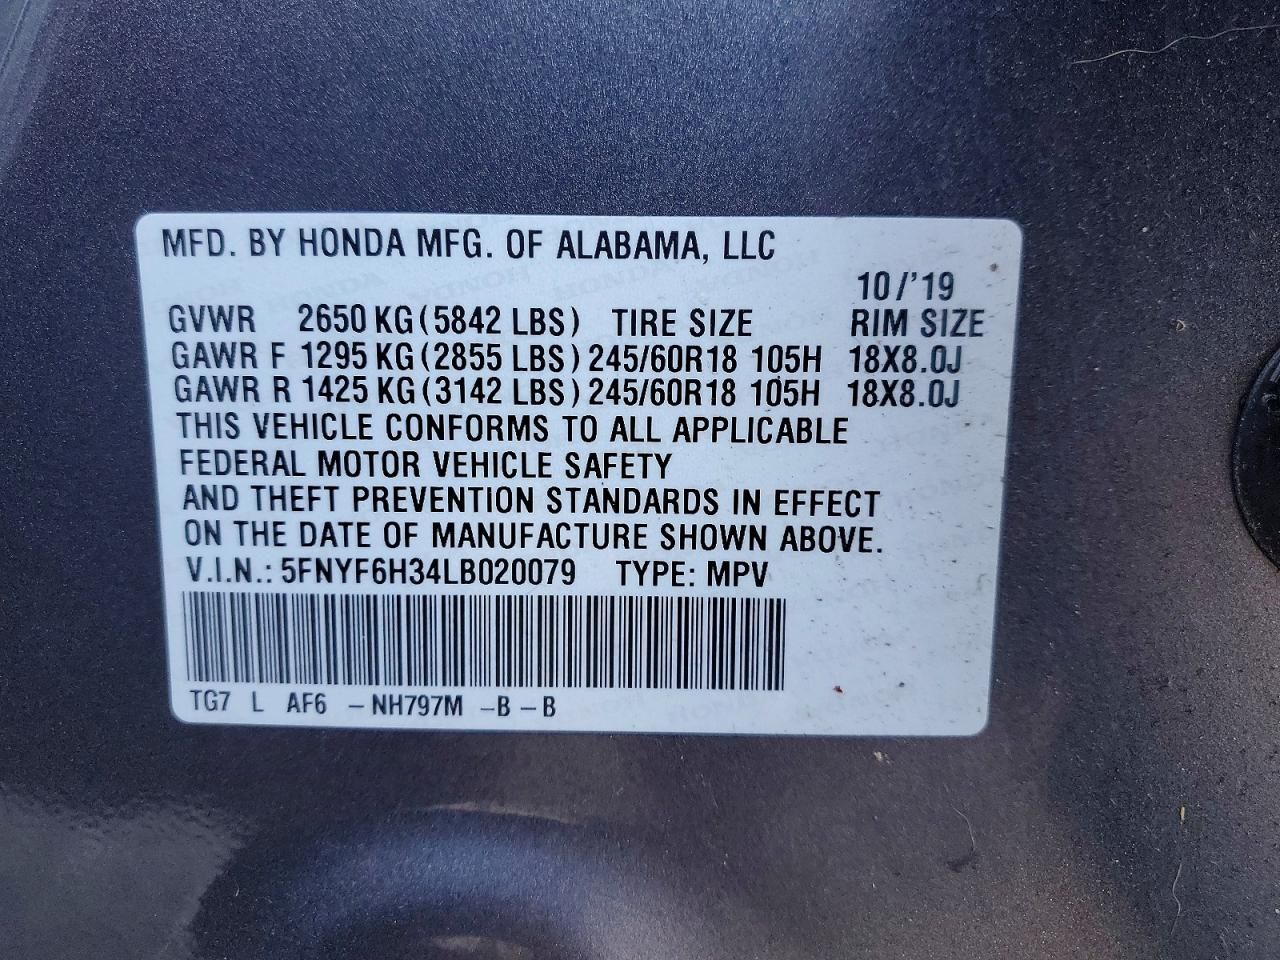 MFD. BY HONDA MFG. OF ALABAMA, LLC
10/'19
GVWR 2650 KG (5842 LBS) TIRE SIZE RIM SIZE
GAWR F 1295 KG (2855 LBS) 245/60R18 105H 18X8.0J
GAWR R 1425 KG (3142 LBS) 245/60R18 105H 18X8.0J
THIS VEHICLE CONFORMS TO ALL APPLICABLE
FEDERAL MOTOR VEHICLE SAFETY
AND THEFT PREVENTION STANDARDS IN EFFECT
ON THE DATE OF MANUFACTURE SHOWN ABOVE.
V.I.N.: 5FNYF6H34LB020079 TYPE: MPV
TG7 L AF6 -NH797M -B-B